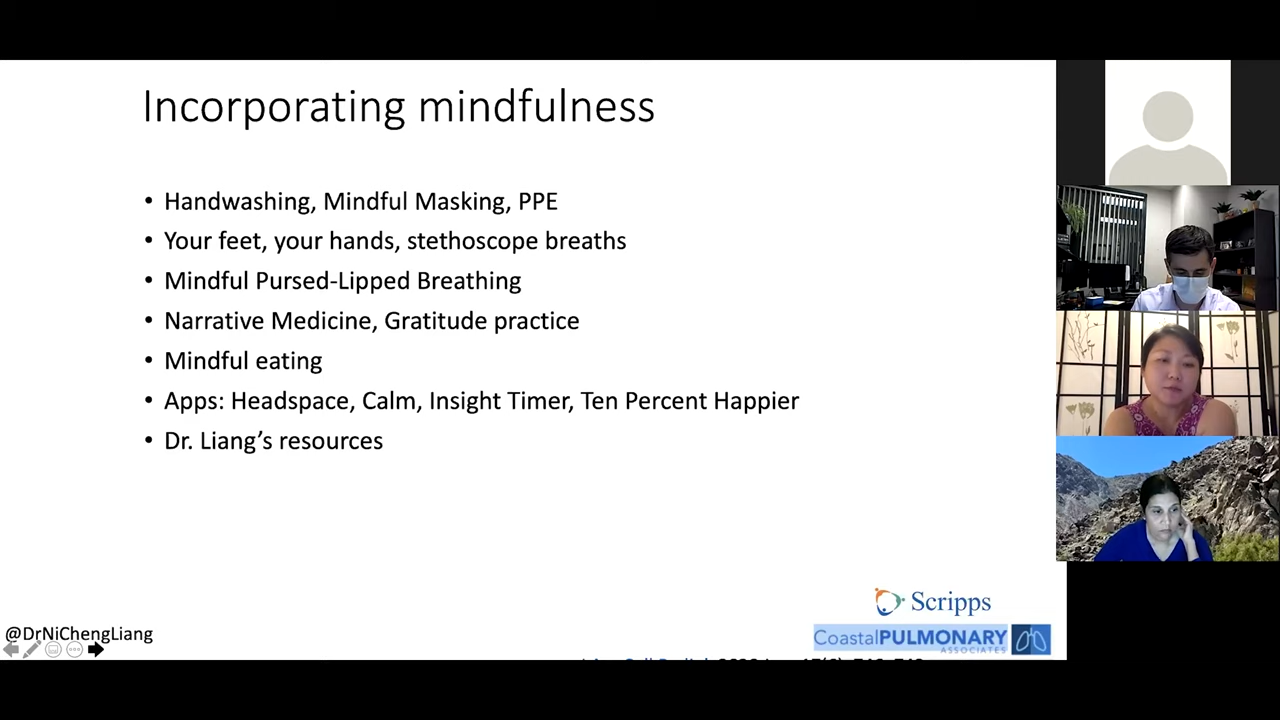 Incorporating mindfulness
• Handwashing, Mindful Masking, PPE
• Your feet, your hands, stethoscope breaths
• Mindful Pursed-Lipped Breathing
• Narrative Medicine, Gratitude practice
• Mindful eating
• Apps: Headspace, Calm, Insight Timer, Ten Percent Happier
• Dr. Liang’s resources
Scripps
CoastalPULMONARY
ASSOCIATES
@DrNiChengLiang